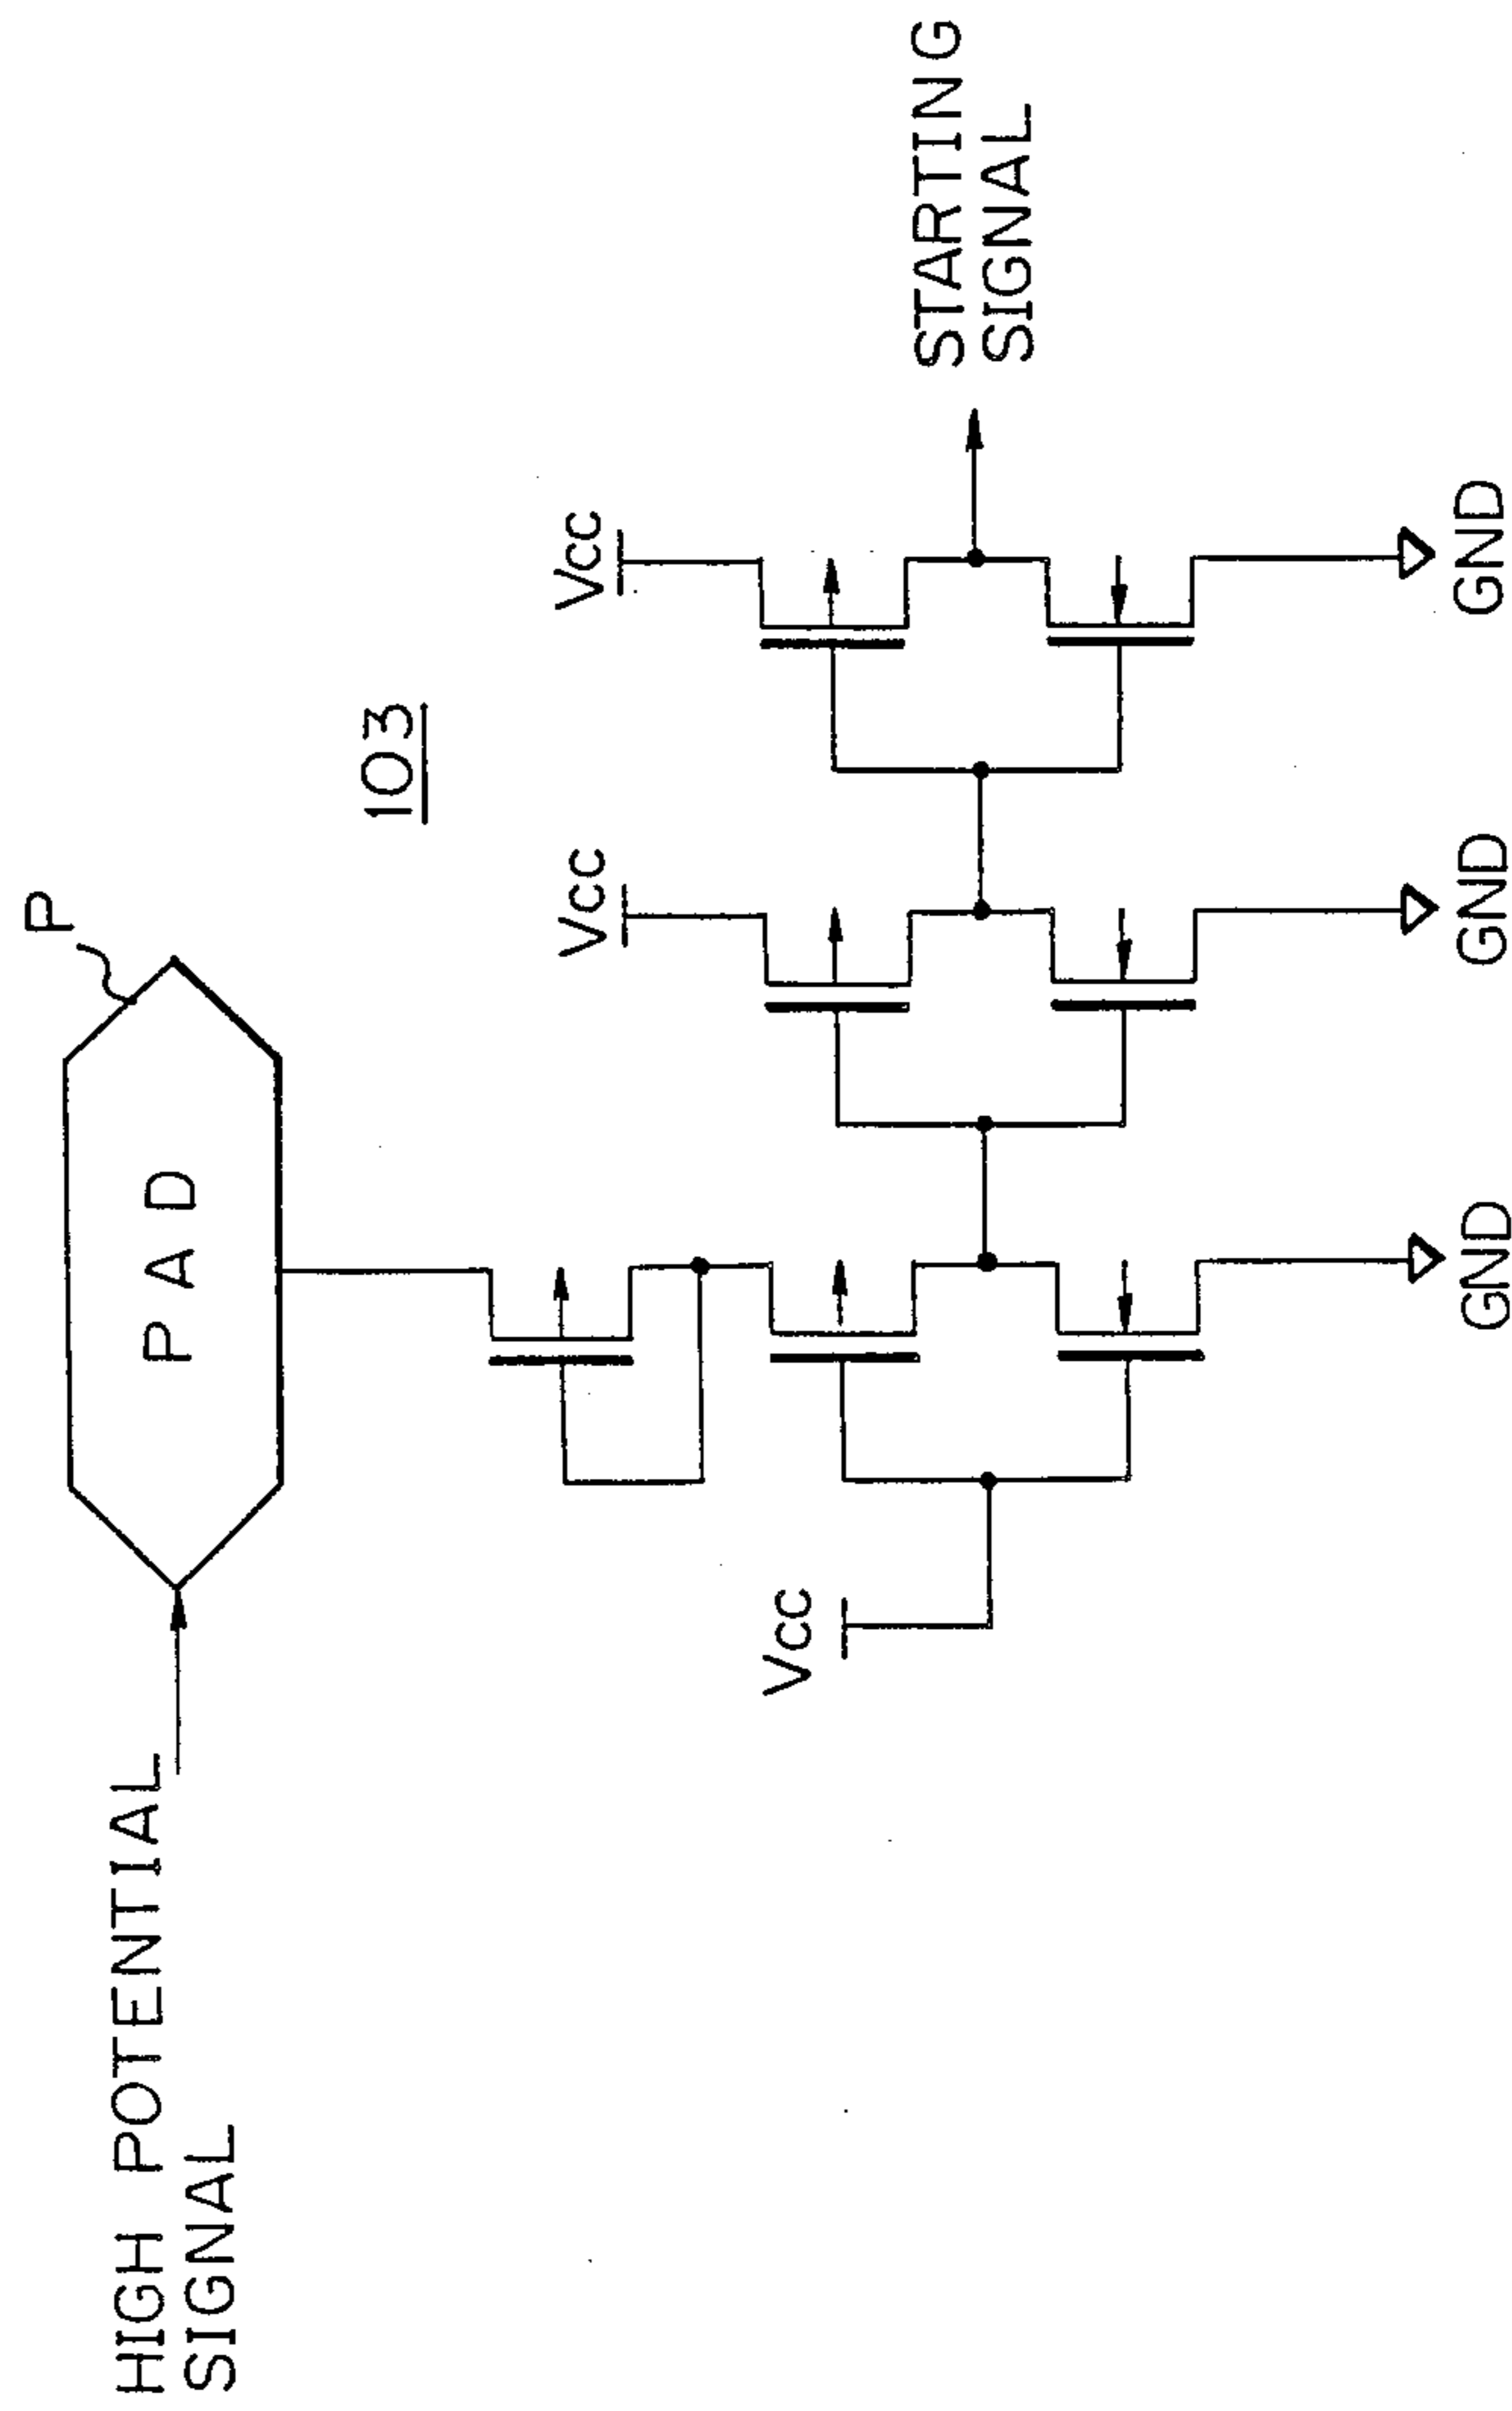 HIGH POTENTIAL
SIGNAL
PAD
P
103
Vcc
Vcc
Vcc
STARTING
SIGNAL
GND
GND
GND